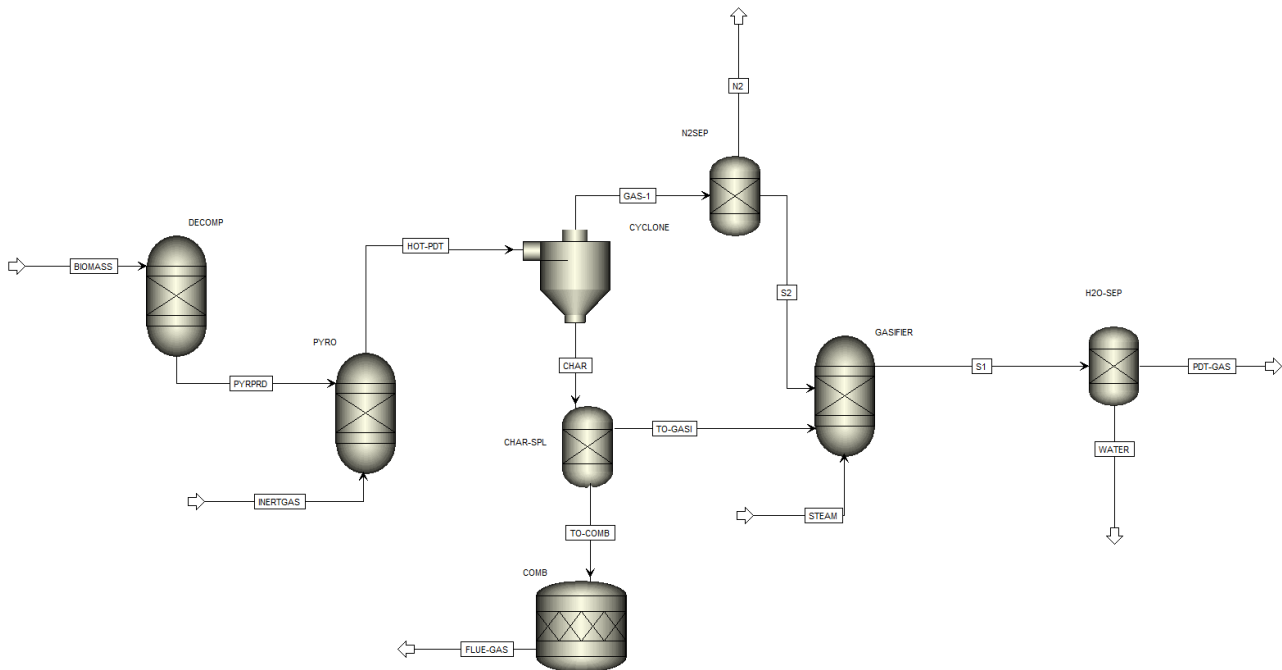 N2
N2SEP
GAS-1
CYCLONE
DECOMP
HOT-PDT
BIOMASS
S2
H2O-SEP
PYRO
GASIFIER
CHAR
S1
PDT-GAS
PYRPRD
CHAR-SPL
TO-GASI
WATER
INERTGAS
STEAM
TO-COMB
COMB
FLUE-GAS